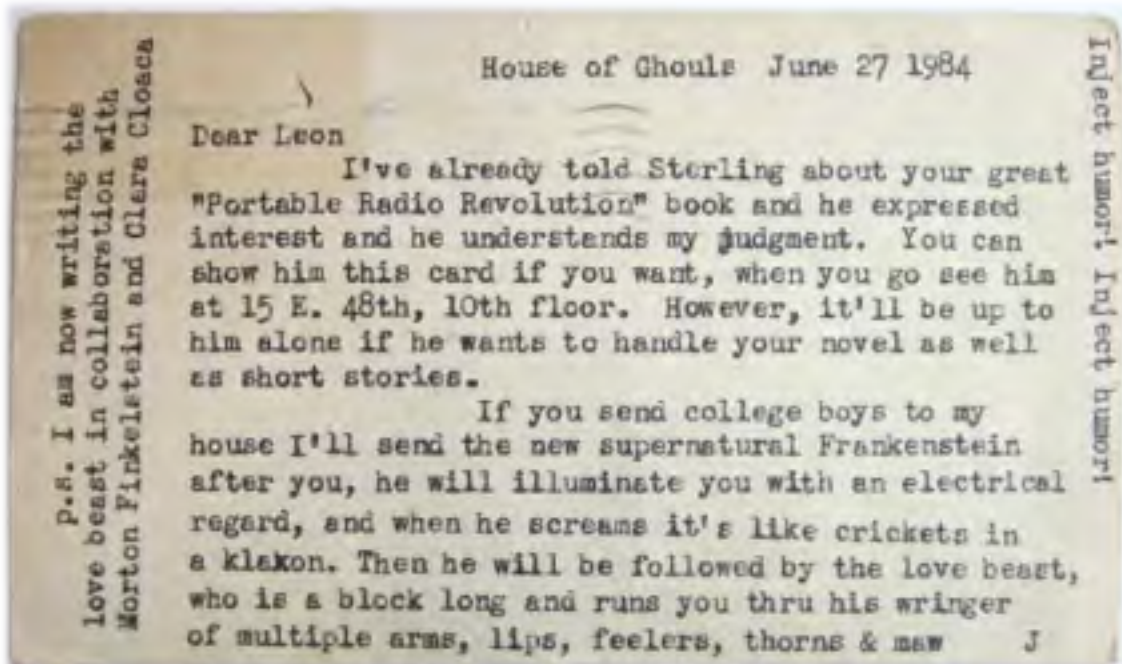 House of Ghouls June 27 1984
Dear Leon
I've already told Sterling about your great
"Portable Radio Revolution" book and he expressed
interest and he understands my judgment. You can
show him this card if you want, when you go see him
at 15 E. 48th, 10th floor. However, it'll be up to
him alone if he wants to handle your novel as well
as short stories.
If you send college boys to my
house I'll send the new supernatural Frankenstein
after you, he will illuminate you with an electrical
regard, and when he screams it's like crickets in
a klaxon. Then he will be followed by the love beast,
who is a block long and runs you thru his wringer
of multiple arms, lips, feelers, thorns & maw J
p.s. I am now writing the
love beast in collaboration with
Morton Finkelstein and Clara Cloaca
Inject humor! Inject humor!